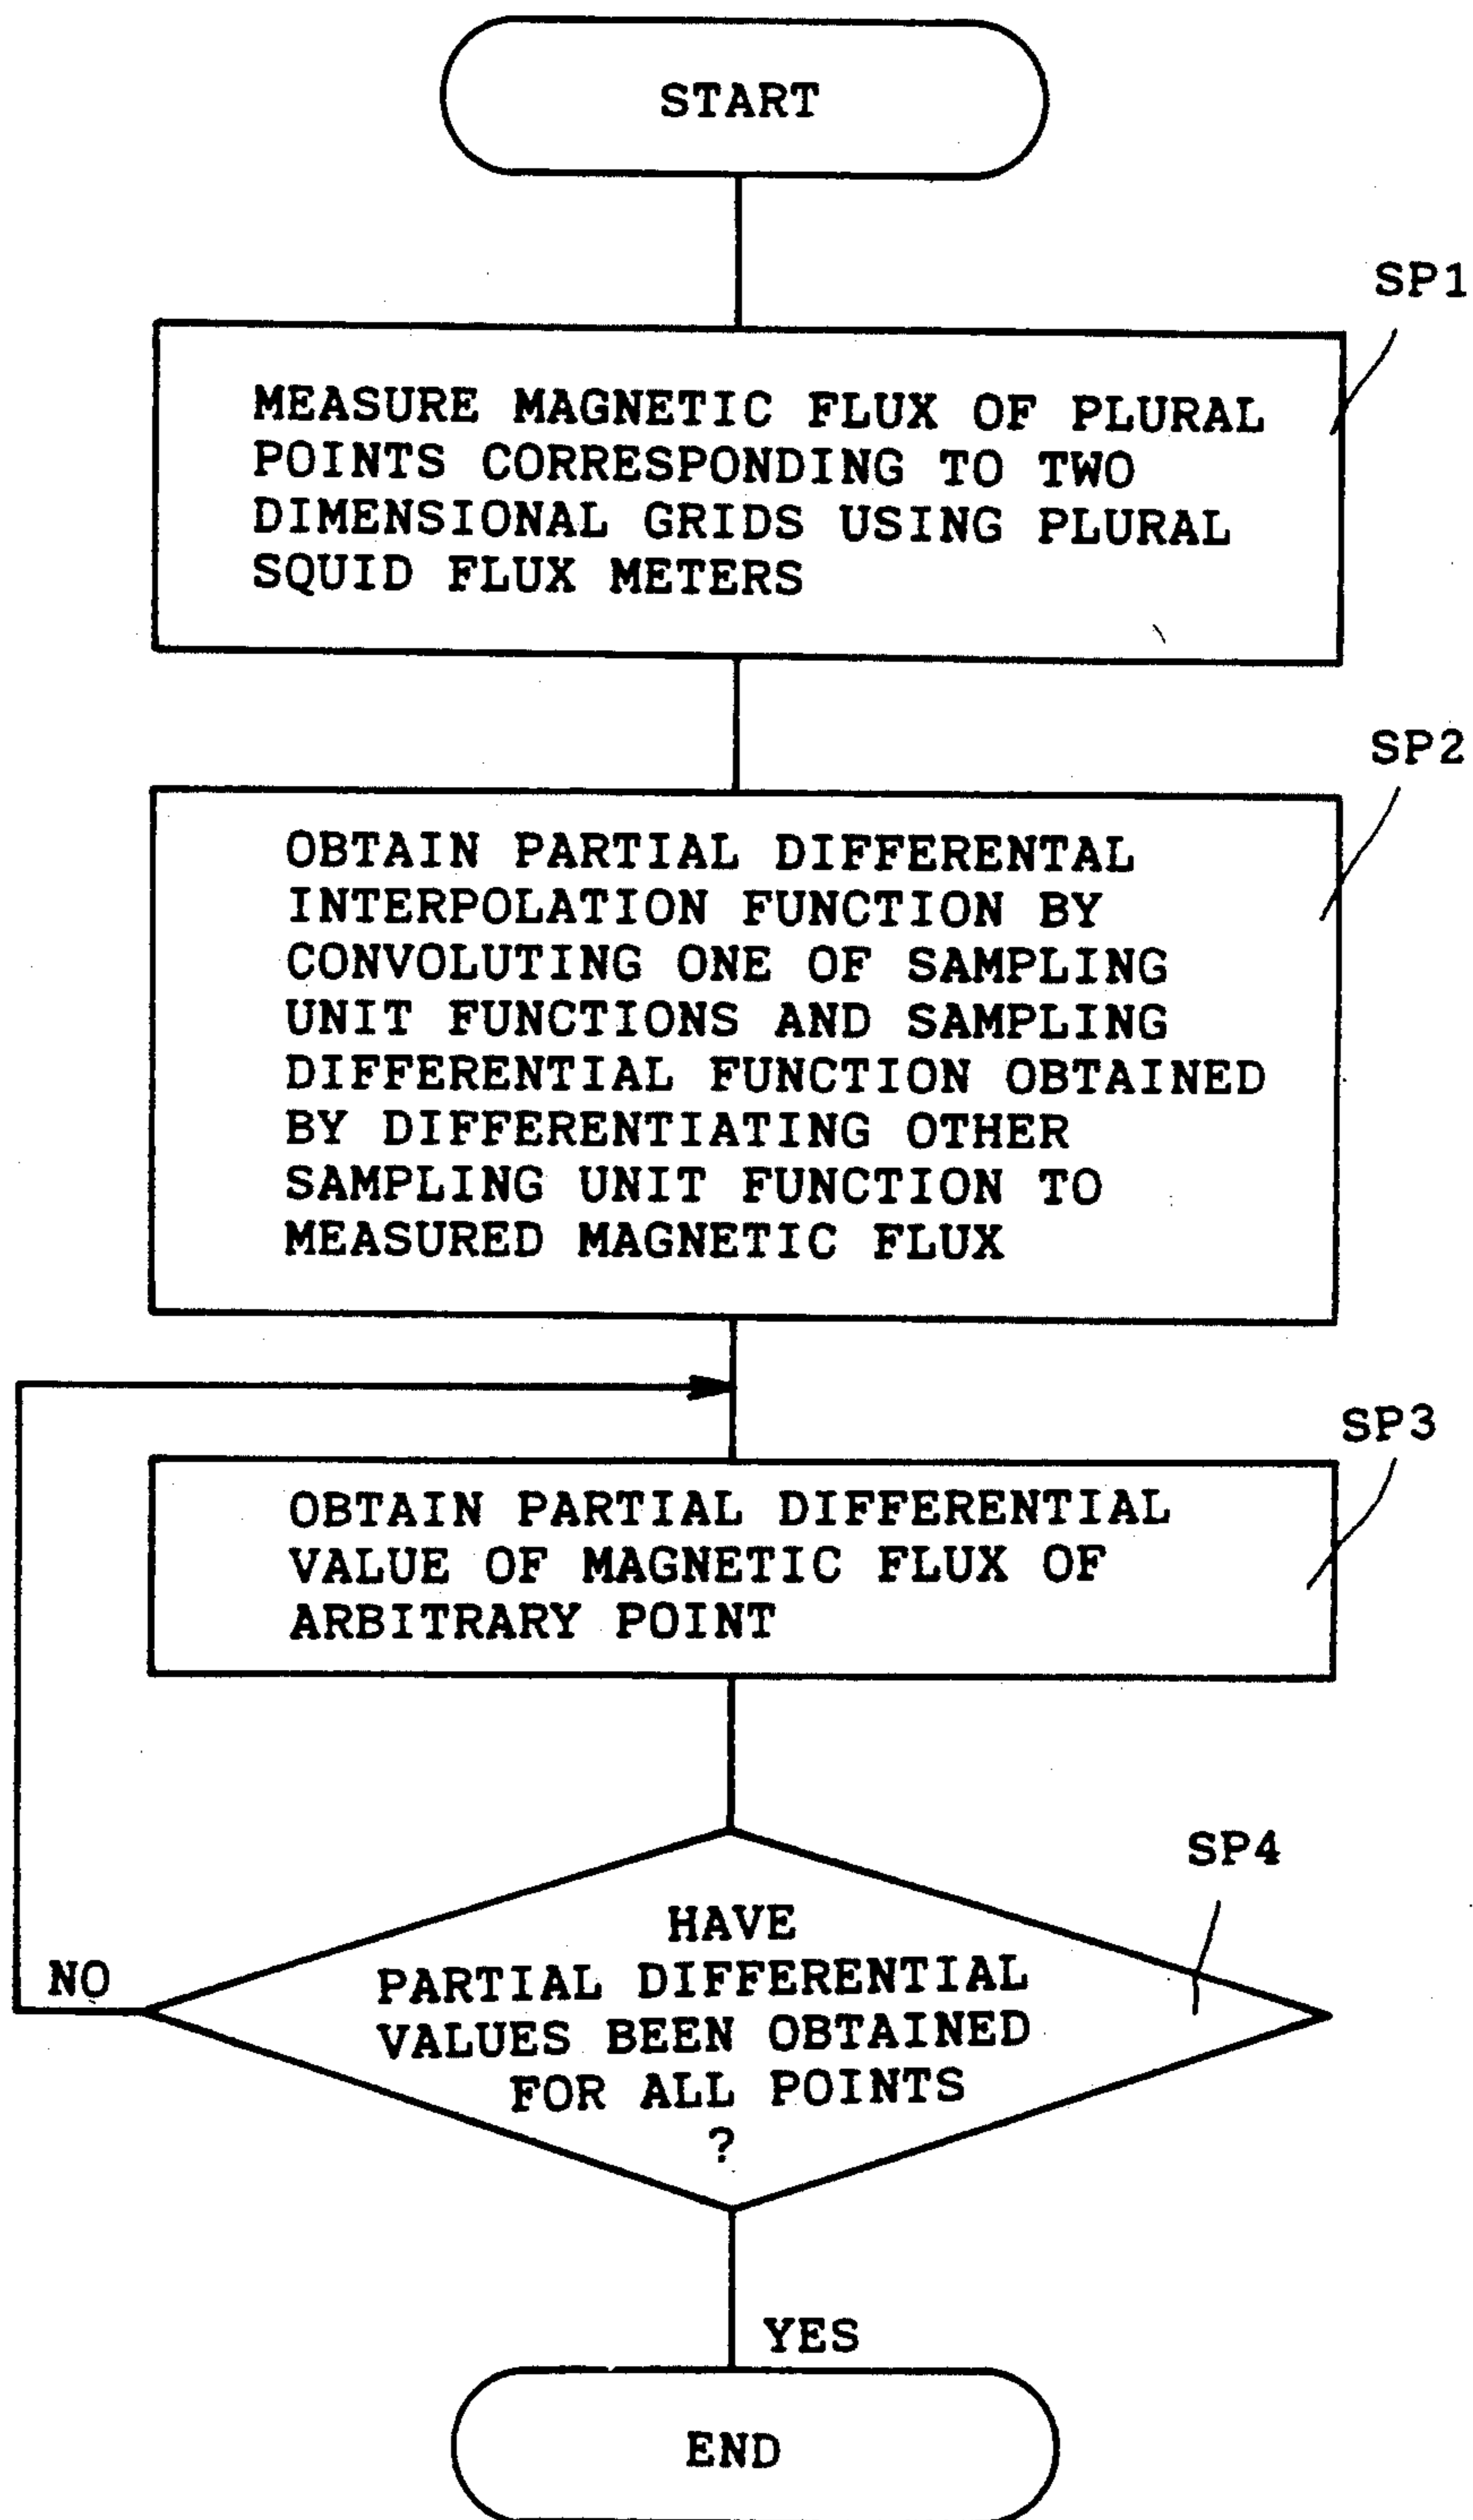 START
SP1
MEASURE MAGNETIC FLUX OF PLURAL
POINTS CORRESPONDING TO TWO
DIMENSIONAL GRIDS USING PLURAL
SQUID FLUX METERS
SP2
OBTAIN PARTIAL DIFFERENTAL
INTERPOLATION FUNCTION BY
CONVOLUTING ONE OF SAMPLING
UNIT FUNCTIONS AND SAMPLING
DIFFERENTIAL FUNCTION OBTAINED
BY DIFFERENTIATING OTHER
SAMPLING UNIT FUNCTION TO
MEASURED MAGNETIC FLUX
SP3
OBTAIN PARTIAL DIFFERENTIAL
VALUE OF MAGNETIC FLUX OF
ARBITRARY POINT
SP4
HAVE
PARTIAL DIFFERENTIAL
VALUES BEEN OBTAINED
FOR ALL POINTS
?
NO
YES
END